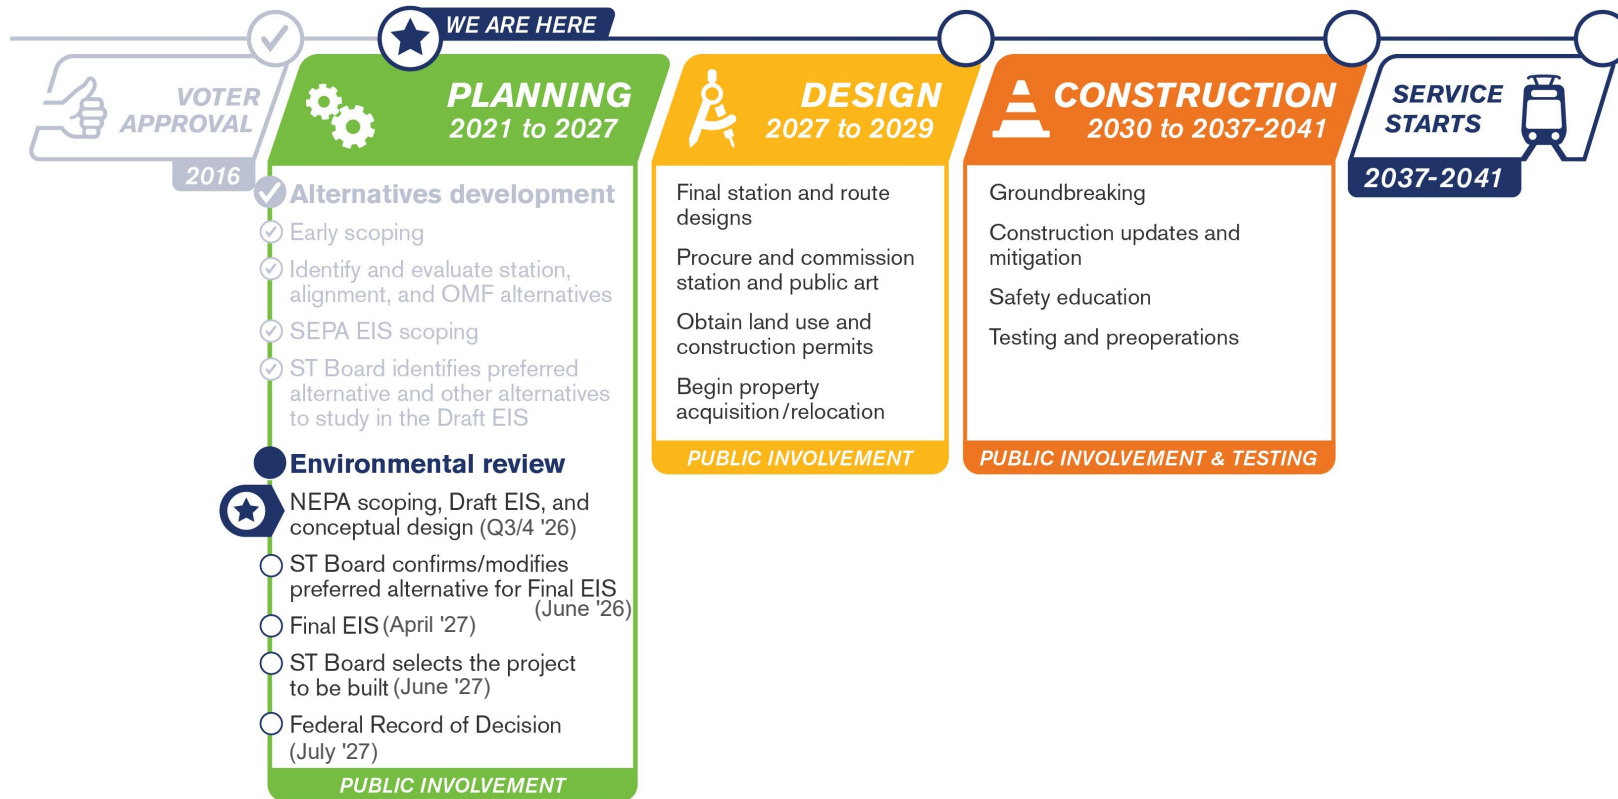 WE ARE HERE
VOTER
APPROVAL
2016
PLANNING
2021 to 2027
Alternatives development
Early scoping
Identify and evaluate station,
alignment, and OMF alternatives
SEPA EIS scoping
ST Board identifies preferred
alternative and other alternatives
to study in the Draft EIS
Environmental review
NEPA scoping, Draft EIS, and
conceptual design (Q3/4 '26)
ST Board confirms/modifies
preferred alternative for Final EIS
(June '26)
Final EIS (April '27)
ST Board selects the project
to be built (June '27)
Federal Record of Decision
(July '27)
PUBLIC INVOLVEMENT
DESIGN
2027 to 2029
Final station and route
designs
Procure and commission
station and public art
Obtain land use and
construction permits
Begin property
acquisition/relocation
PUBLIC INVOLVEMENT
CONSTRUCTION
2030 to 2037-2041
Groundbreaking
Construction updates and
mitigation
Safety education
Testing and preoperations
PUBLIC INVOLVEMENT & TESTING
SERVICE
STARTS
2037-2041